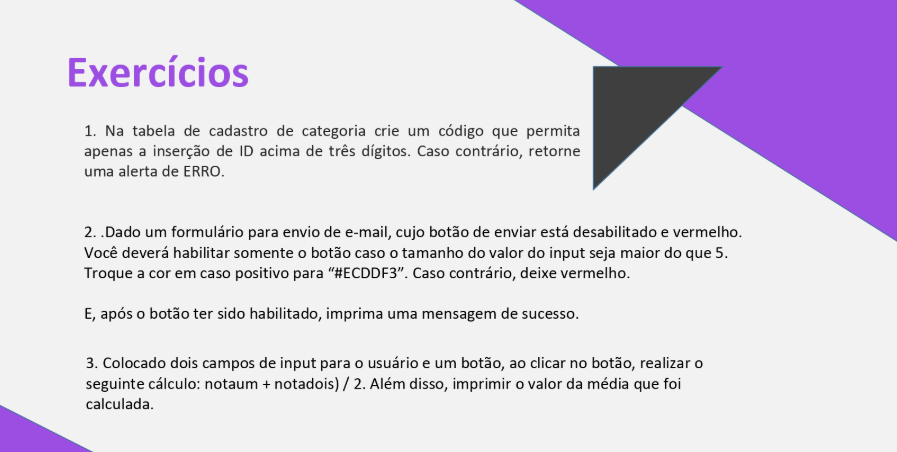 Exercícios
1. Na tabela de cadastro de categoria crie um código que permita
apenas a inserção de ID acima de três dígitos. Caso contrário, retorne
uma alerta de ERRO.
2. .Dado um formulário para envio de e-mail, cujo botão de enviar está desabilitado e vermelho.
Você deverá habilitar somente o botão caso o tamanho do valor do input seja maior do que 5.
Troque a cor em caso positivo para “#ECDDF3”. Caso contrário, deixe vermelho.
E, após o botão ter sido habilitado, imprima uma mensagem de sucesso.
3. Colocado dois campos de input para o usuário e um botão, ao clicar no botão, realizar o
seguinte cálculo: notaum + notadois) / 2. Além disso, imprimir o valor da média que foi
calculada.